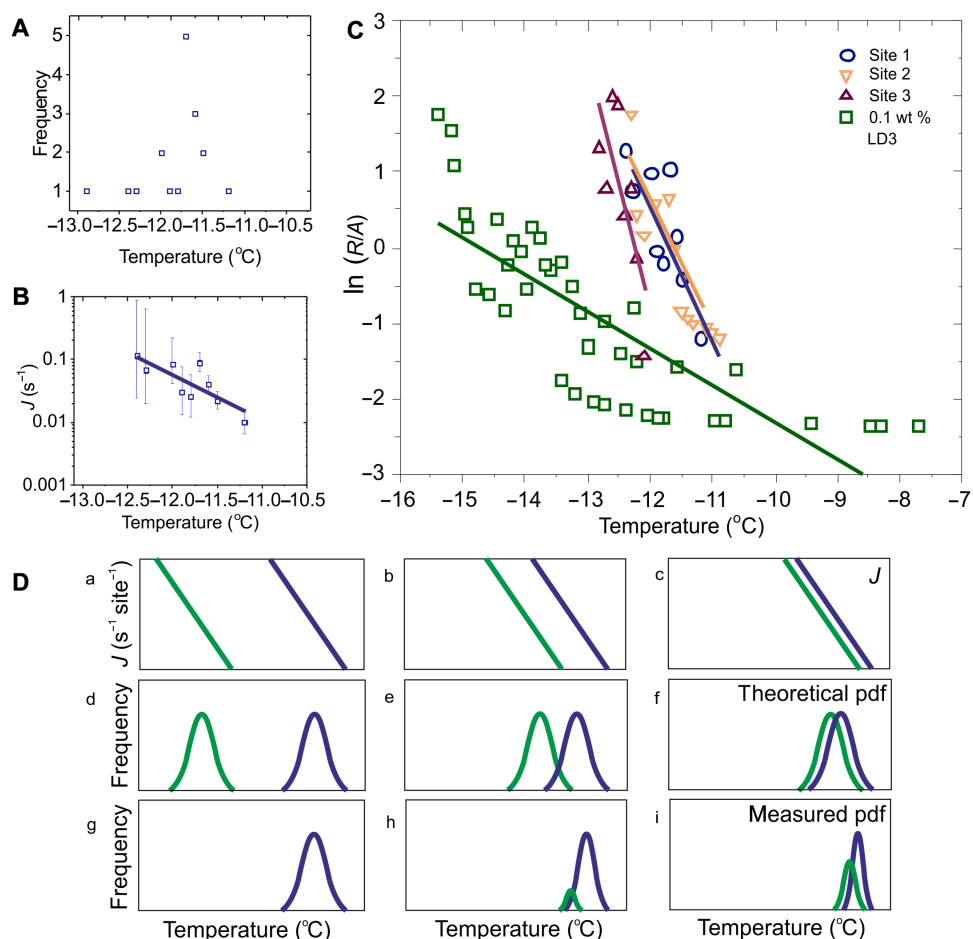 A
Frequency
5
4
3
2
1
–13.0 –12.5 –12.0 –11.5 –11.0 –10.5
Temperature (°C)
B
J (s⁻¹)
1
0.1
0.01
0.001
–13.0 –12.5 –12.0 –11.5 –11.0 –10.5
Temperature (°C)
C
ln (R/A)
2
1
0
–1
–2
–3
–16 –15 –14 –13 –12 –11 –10 –9 –8 –7
Temperature (°C)
Site 1
Site 2
Site 3
0.1 wt %
LD3
D
J (s⁻¹ site⁻¹)
a
b
c
J
Frequency
d
e
f
Theoretical pdf
Frequency
g
h
i
Measured pdf
Temperature (°C) Temperature (°C) Temperature (°C)